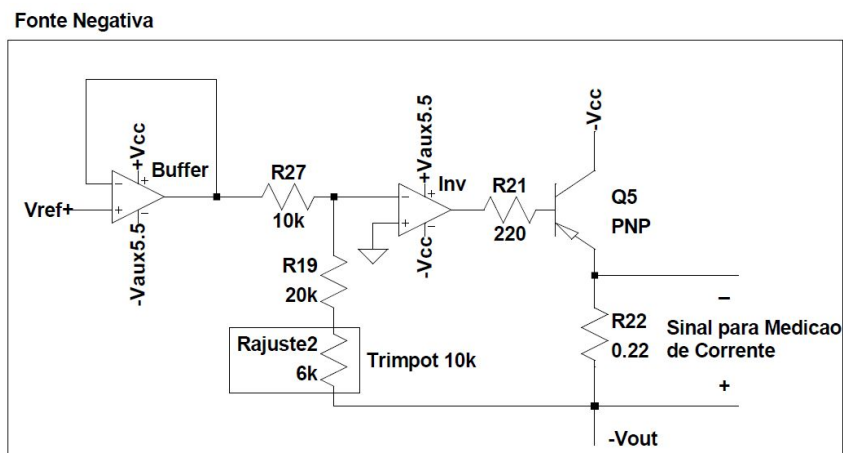 Fonte Negativa
+Vcc
Buffer
Vref+
-Vaux5.5
R27
10k
+Vaux5.5
Inv
-Vcc
R21
220
-Vcc
Q5
PNP
R19
20k
Rajuste2
6k
Trimpot 10k
R22
0.22
–
Sinal para Medicao
de Corrente
+
-Vout